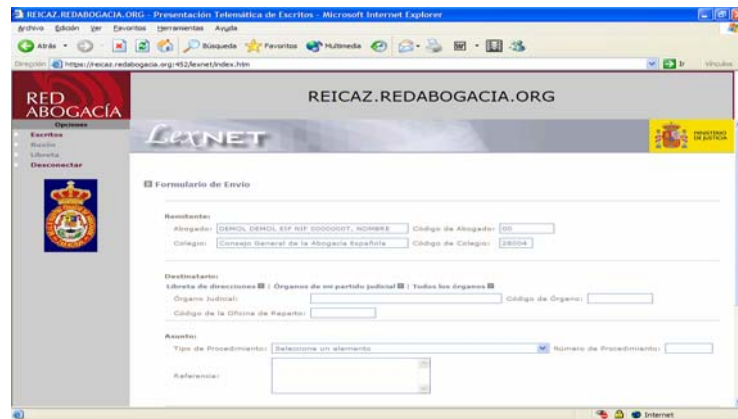 REICAZ.REDABOGACIA.ORG - Presentación Telemática de Escritos - Microsoft Internet Explorer
Archivo Edición Ver Favoritos Herramientas Ayuda
Atrás Búsqueda Favoritos Multimedia
Dirección https://reicaz.redabogacia.org:452/lexnet/index.htm Ir Vínculos
RED
ABOGACÍA
REICAZ.REDABOGACIA.ORG
Opciones
Escritos
Buzón
Libreta
Desconectar
LEXNET
MINISTERIO
DE JUSTICIA
Formulario de Envío
Remitente:
Abogado: DEMO1 DEMO1 EIF NIF 0000000T, NOMBRE Código de Abogado: 00
Colegio: Consejo General de la Abogacía Española Código de Colegio: 28004
Destinatario:
Libreta de direcciones | Órganos de mi partido judicial | Todos los órganos
Órgano Judicial: Código de Órgano:
Código de la Oficina de Reparto:
Asunto:
Tipo de Procedimiento: Seleccione un elemento Número de Procedimiento:
Referencia:
Internet